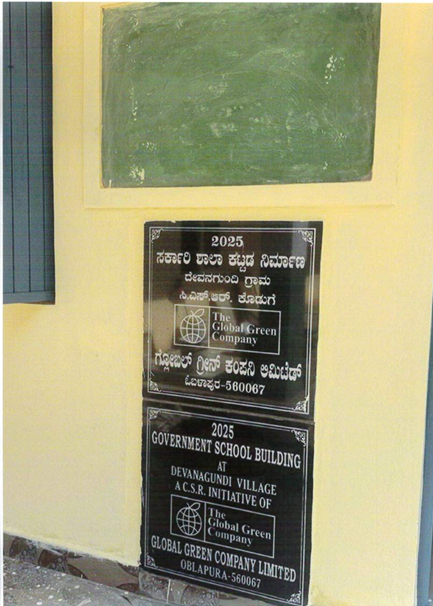 2025
ಸರ್ಕಾರಿ ಶಾಲಾ ಕಟ್ಟಡ ನಿರ್ಮಾಣ
ದೇವನಗುಂದಿ ಗ್ರಾಮ
ಸಿ.ಎಸ್.ಆರ್. ಕೊಡುಗೆ
The
Global Green
Company
ಗ್ಲೋಬಲ್ ಗ್ರೀನ್ ಕಂಪನಿ ಲಿಮಿಟೆಡ್
ಓಬಳಾಪುರ-560067
2025
GOVERNMENT SCHOOL BUILDING
AT
DEVANAGUNDI VILLAGE
A C.S.R. INITIATIVE OF
The
Global Green
Company
GLOBAL GREEN COMPANY LIMITED
OBLAPURA-560067